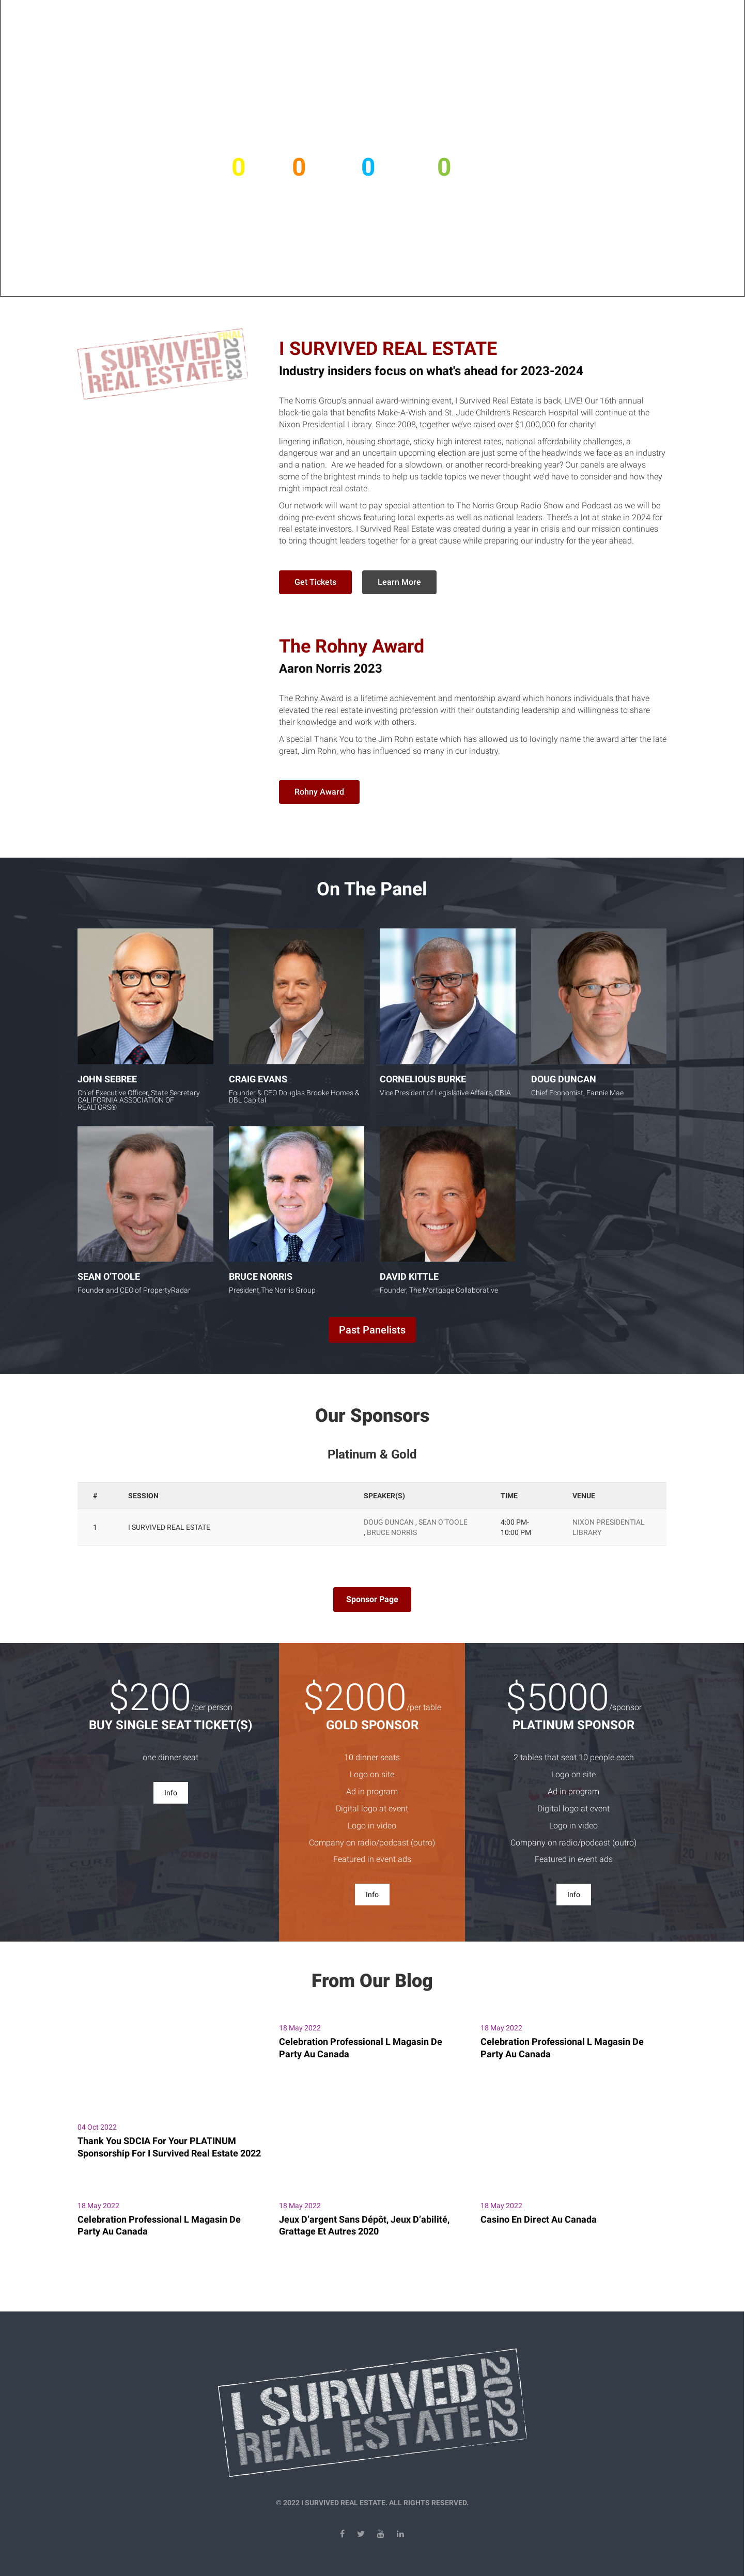 0 0 0 0
I SURVIVED
REAL ESTATE
2023
I SURVIVED REAL ESTATE
Industry insiders focus on what's ahead for 2023-2024
The Norris Group's annual award-winning event, I Survived Real Estate is back, LIVE! Our 16th annual
black-tie gala that benefits Make-A-Wish and St. Jude Children's Research Hospital will continue at the
Nixon Presidential Library. Since 2008, together we've raised over $1,000,000 for charity!
lingering inflation, housing shortage, sticky high interest rates, national affordability challenges, a
dangerous war and an uncertain upcoming election are just some of the headwinds we face as an industry
and a nation. Are we headed for a slowdown, or another record-breaking year? Our panels are always
some of the brightest minds to help us tackle topics we never thought we'd have to consider and how they
might impact real estate.
Our network will want to pay special attention to The Norris Group Radio Show and Podcast as we will be
doing pre-event shows featuring local experts as well as national leaders. There's a lot at stake in 2024 for
real estate investors. I Survived Real Estate was created during a year in crisis and our mission continues
to bring thought leaders together for a great cause while preparing our industry for the year ahead.
Get Tickets Learn More
The Rohny Award
Aaron Norris 2023
The Rohny Award is a lifetime achievement and mentorship award which honors individuals that have
elevated the real estate investing profession with their outstanding leadership and willingness to share
their knowledge and work with others.
A special Thank You to the Jim Rohn estate which has allowed us to lovingly name the award after the late
great, Jim Rohn, who has influenced so many in our industry.
Rohny Award
On The Panel
JOHN SEBREE
Chief Executive Officer, State Secretary
CALIFORNIA ASSOCIATION OF
REALTORS®
CRAIG EVANS
Founder & CEO Douglas Brooke Homes &
DBL Capital
CORNELIOUS BURKE
Vice President of Legislative Affairs, CBIA
DOUG DUNCAN
Chief Economist, Fannie Mae
SEAN O'TOOLE
Founder and CEO of PropertyRadar
BRUCE NORRIS
President,The Norris Group
DAVID KITTLE
Founder, The Mortgage Collaborative
Past Panelists
Our Sponsors
Platinum & Gold
# SESSION SPEAKER(S) TIME VENUE
1 I SURVIVED REAL ESTATE
DOUG DUNCAN , SEAN O'TOOLE
, BRUCE NORRIS
4:00 PM-
10:00 PM
NIXON PRESIDENTIAL
LIBRARY
Sponsor Page
$200/per person
BUY SINGLE SEAT TICKET(S)
one dinner seat
Info
$2000/per table
GOLD SPONSOR
10 dinner seats
Logo on site
Ad in program
Digital logo at event
Logo in video
Company on radio/podcast (outro)
Featured in event ads
Info
$5000/sponsor
PLATINUM SPONSOR
2 tables that seat 10 people each
Logo on site
Ad in program
Digital logo at event
Logo in video
Company on radio/podcast (outro)
Featured in event ads
Info
From Our Blog
18 May 2022
Celebration Professional L Magasin De
Party Au Canada
18 May 2022
Celebration Professional L Magasin De
Party Au Canada
04 Oct 2022
Thank You SDCIA For Your PLATINUM
Sponsorship For I Survived Real Estate 2022
18 May 2022
Celebration Professional L Magasin De
Party Au Canada
18 May 2022
Jeux D'argent Sans Dépôt, Jeux D'abilité,
Grattage Et Autres 2020
18 May 2022
Casino En Direct Au Canada
I SURVIVED
REAL ESTATE
2022
© 2022 I SURVIVED REAL ESTATE. ALL RIGHTS RESERVED.